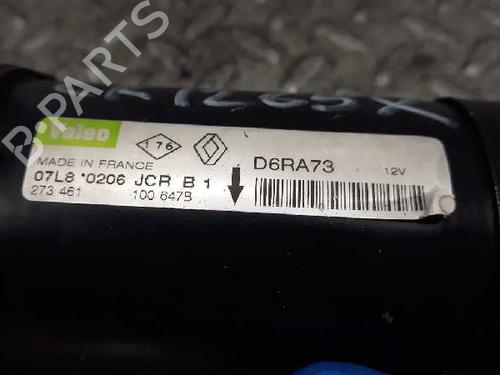 Valeo
176
D6RA73
12V
MADE IN FRANCE
07L8 0206 JCR B 1
273 461
100 647B
B-PARTS